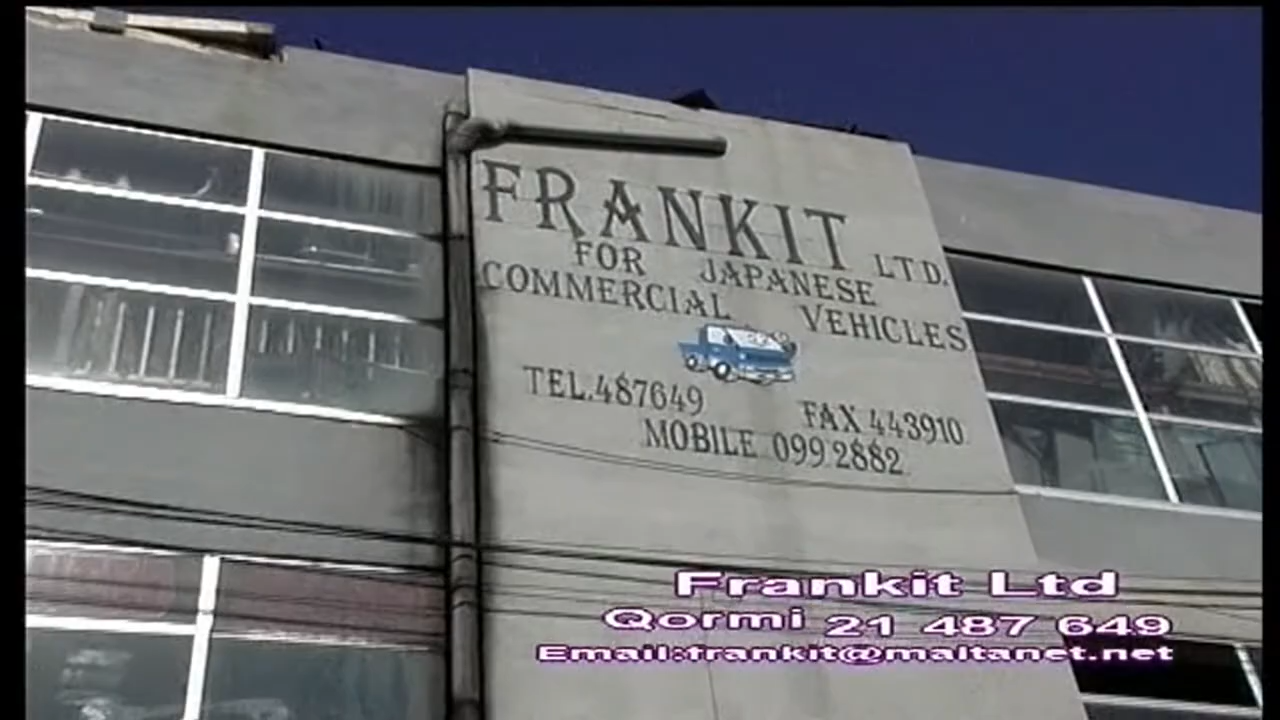 FRANKIT LTD.
FOR JAPANESE
COMMERCIAL VEHICLES
TEL.487649 FAX 443910
MOBILE 099 2882
Frankit Ltd
Qormi 21 487 649
Email:frankit@maltanet.net